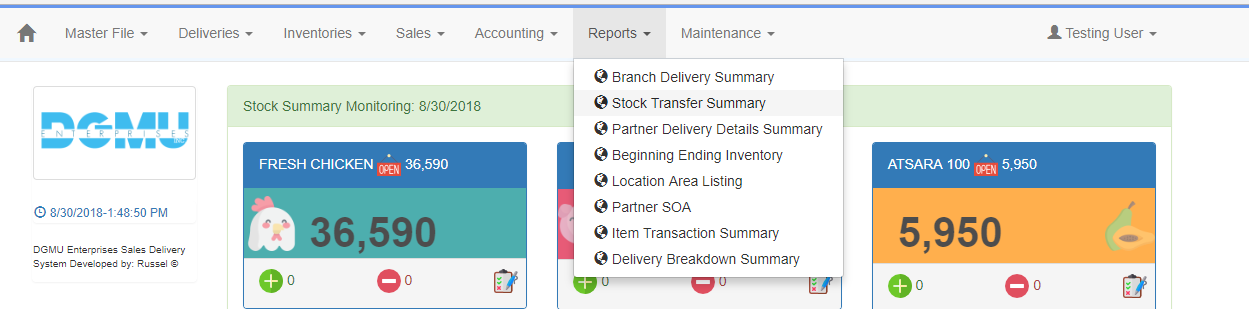 Master File Deliveries Inventories Sales Accounting Reports Maintenance Testing User
Branch Delivery Summary
Stock Transfer Summary
Partner Delivery Details Summary
Beginning Ending Inventory
Location Area Listing
Partner SOA
Item Transaction Summary
Delivery Breakdown Summary
DGMU
ENTERPRISES
INC
8/30/2018-1:48:50 PM
DGMU Enterprises Sales Delivery
System Developed by: Russel ©
Stock Summary Monitoring: 8/30/2018
FRESH CHICKEN OPEN 36,590
36,590
0 0
0
ATSARA 100 OPEN 5,950
5,950
0 0